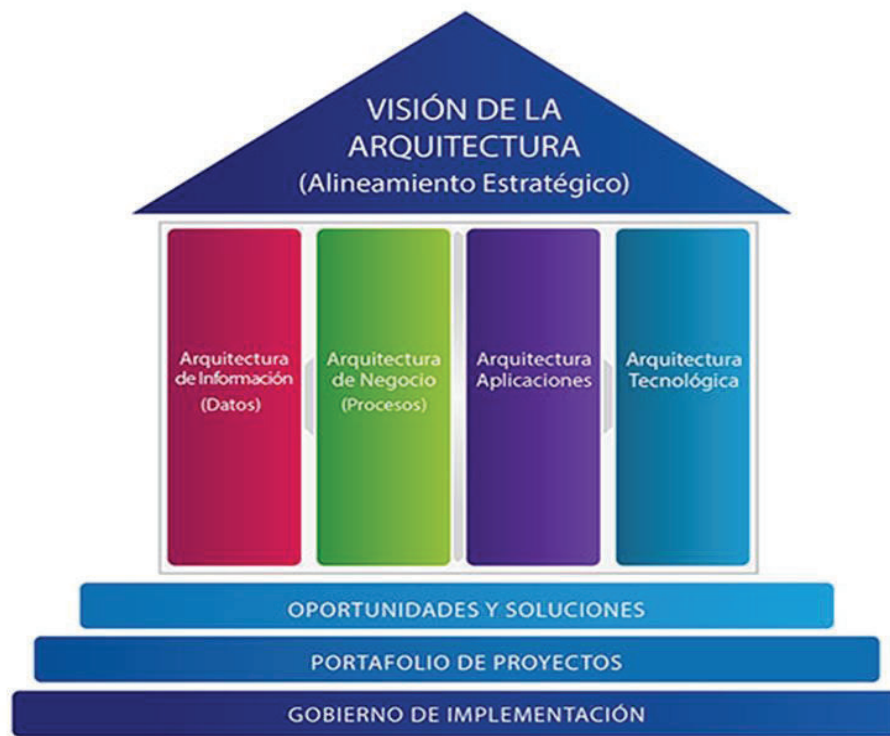 VISIÓN DE LA
ARQUITECTURA
(Alineamiento Estratégico)
Arquitectura
de Información
(Datos)
Arquitectura
de Negocio
(Procesos)
Arquitectura
Aplicaciones
Arquitectura
Tecnológica
OPORTUNIDADES Y SOLUCIONES
PORTAFOLIO DE PROYECTOS
GOBIERNO DE IMPLEMENTACIÓN